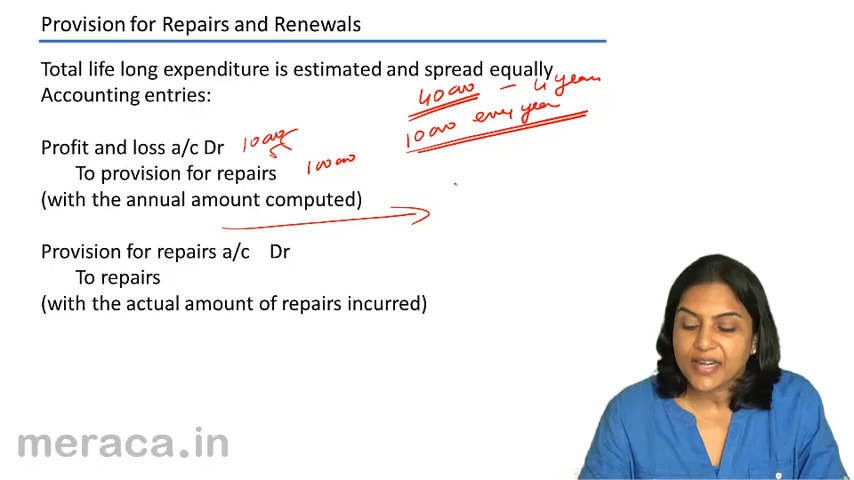 Provision for Repairs and Renewals
Total life long expenditure is estimated and spread equally
40000 - 4 years
Accounting entries:
10000 every year
Profit and loss a/c Dr 10000
To provision for repairs 10000
(with the annual amount computed)
Provision for repairs a/c Dr
To repairs
(with the actual amount of repairs incurred)
meraca.in